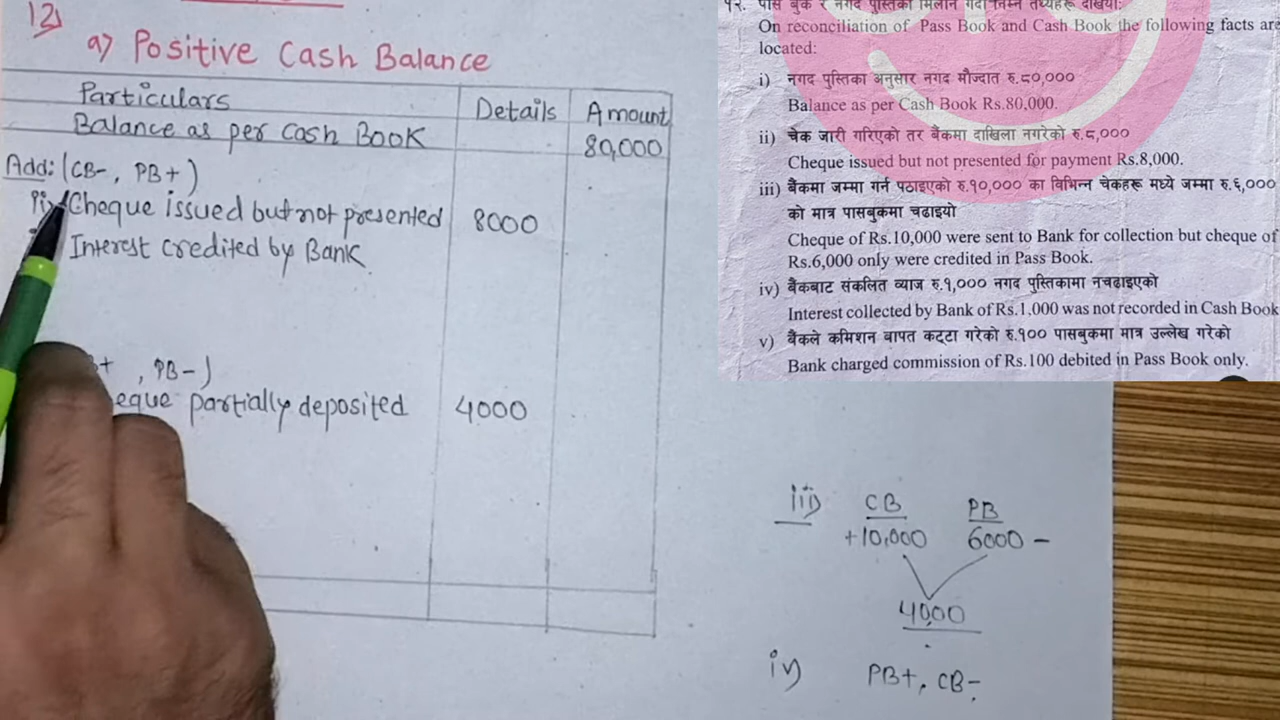 12)
a) Positive Cash Balance
Particulars Details Amount
Balance as per Cash Book 80,000
Add: (CB-, PB+)
ii) Cheque issued but not presented 8000
Interest credited by Bank
+, PB-)
eque partially deposited 4000
१२. पास बुक र नगद पुस्तिका मिलान गर्दा निम्न तथ्यहरू देखियो:
On reconciliation of Pass Book and Cash Book the following facts are
located:
i) नगद पुस्तिका अनुसार नगद मौज्दात रु.८०,०००
Balance as per Cash Book Rs.80,000.
ii) चेक जारी गरिएको तर बैंकमा दाखिला नगरेको रु.८,०००
Cheque issued but not presented for payment Rs.8,000.
iii) बैंकमा जम्मा गर्न पठाइएको रु.१०,००० का विभिन्न चेकहरू मध्ये जम्मा रु.६,०००
को मात्र पासबुकमा चढाइयो
Cheque of Rs.10,000 were sent to Bank for collection but cheque of
Rs.6,000 only were credited in Pass Book.
iv) बैंकबाट संकलित व्याज रु.१,००० नगद पुस्तिकामा नचढाइएको
Interest collected by Bank of Rs.1,000 was not recorded in Cash Book
v) बैंकले कमिशन बापत कट्टा गरेको रु.१०० पासबुकमा मात्र उल्लेख गरेको
Bank charged commission of Rs.100 debited in Pass Book only.
iii) CB PB
+10,000 6000 -
4000
iv) PB+, CB-